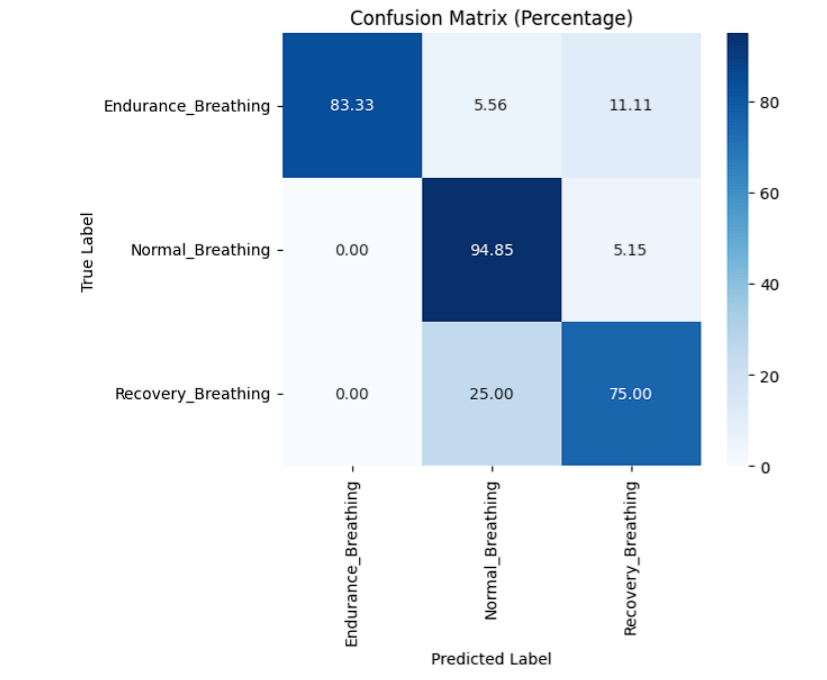 Confusion Matrix (Percentage)
Endurance_Breathing
83.33
5.56
11.11
Normal_Breathing
0.00
94.85
5.15
Recovery_Breathing
0.00
25.00
75.00
True Label
Endurance_Breathing
Normal_Breathing
Recovery_Breathing
Predicted Label
80
60
40
20
0